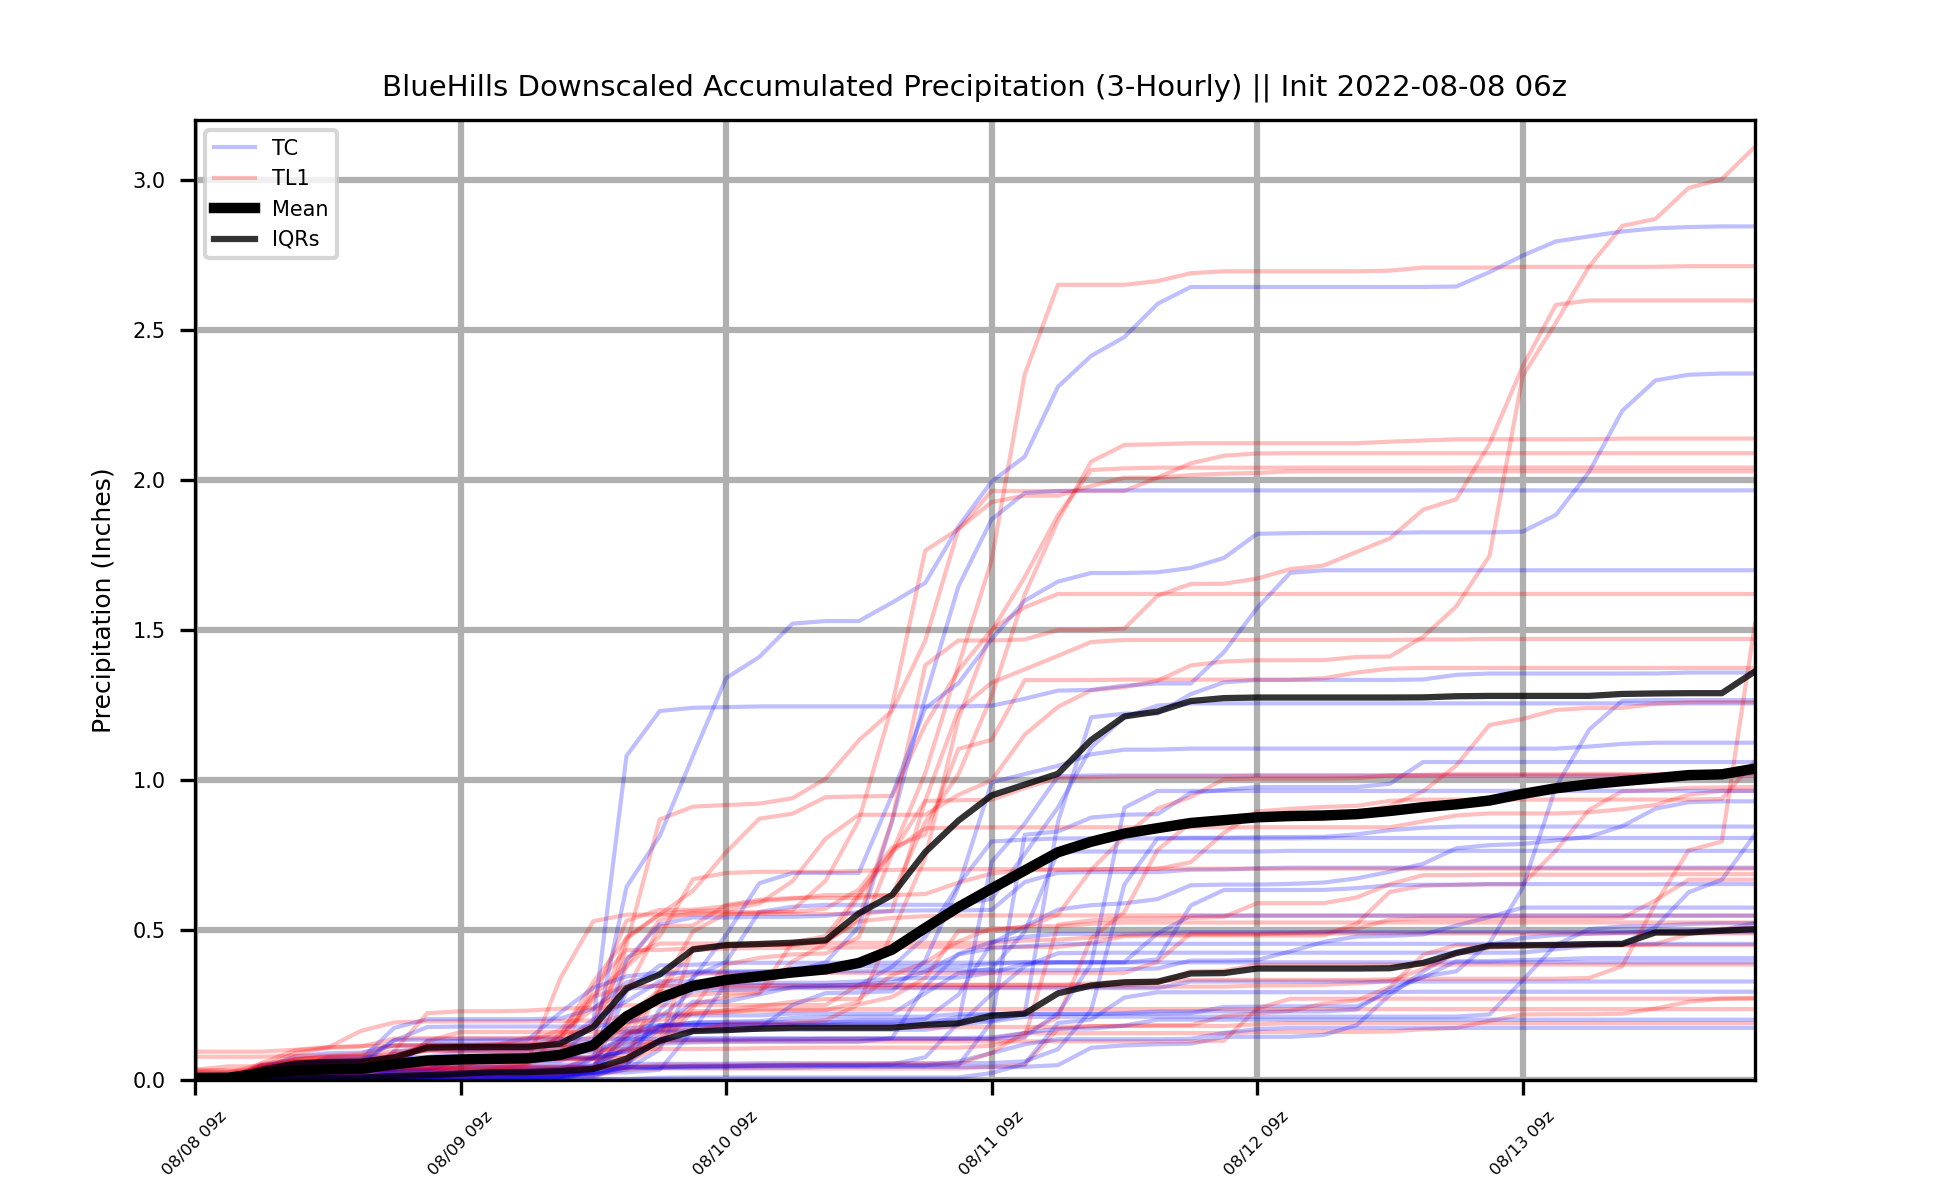 BlueHills Downscaled Accumulated Precipitation (3-Hourly) || Init 2022-08-08 06z
TC
TL1
Mean
IQRs
Precipitation (Inches)
3.0
2.5
2.0
1.5
1.0
0.5
0.0
08/08 09z
08/09 09z
08/10 09z
08/11 09z
08/12 09z
08/13 09z